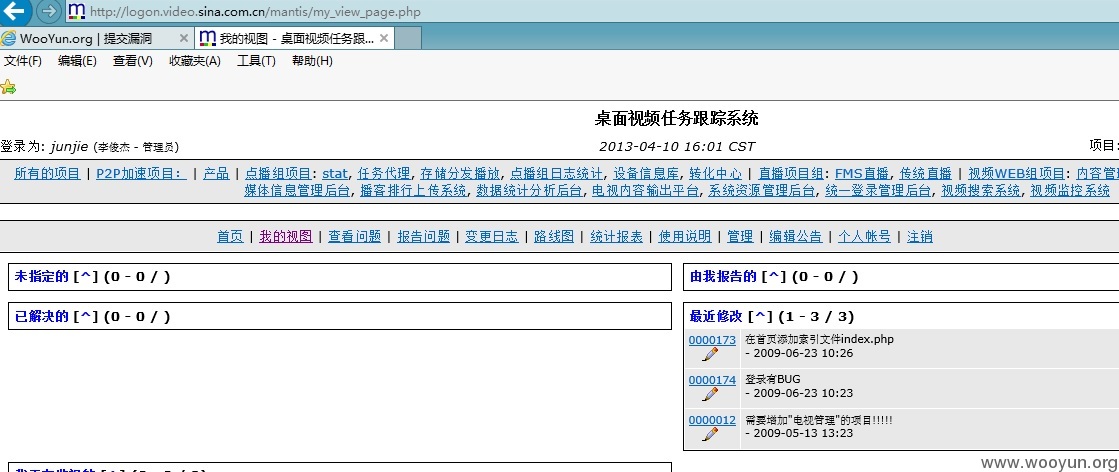 http://logon.video.sina.com.cn/mantis/my_view_page.php
WooYun.org | 提交漏洞
我的视图 - 桌面视频任务跟...
文件(F) 编辑(E) 查看(V) 收藏夹(A) 工具(T) 帮助(H)
桌面视频任务跟踪系统
登录为: junjie (李俊杰 - 管理员)
2013-04-10 16:01 CST
项目:
所有的项目 | P2P加速项目: | 产品 | 点播组项目: stat, 任务代理, 存储分发播放, 点播组日志统计, 设备信息库, 转化中心 | 直播项目组: FMS直播, 传统直播 | 视频WEB组项目: 内容管
媒体信息管理后台, 播客排行上传系统, 数据统计分析后台, 电视内容输出平台, 系统资源管理后台, 统一登录管理后台, 视频搜索系统, 视频监控系统
首页 | 我的视图 | 查看问题 | 报告问题 | 变更日志 | 路线图 | 统计报表 | 使用说明 | 管理 | 编辑公告 | 个人帐号 | 注销
未指定的 [^] (0 - 0 / )
由我报告的 [^] (0 - 0 / )
已解决的 [^] (0 - 0 / )
最近修改 [^] (1 - 3 / 3)
0000173 在首页添加索引文件index.php
- 2009-06-23 10:26
0000174 登录有BUG
- 2009-06-23 10:23
0000012 需要增加"电视管理"的项目!!!!!
- 2009-05-13 13:23
www.wooyun.org